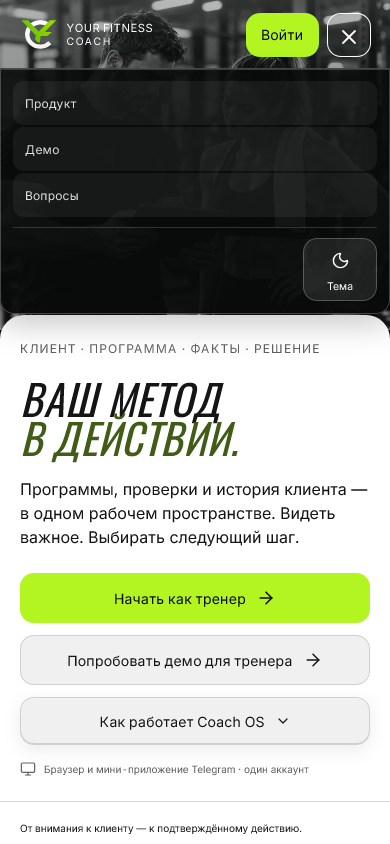 YOUR FITNESS
COACH
Войти
Продукт
Демо
Вопросы
Тема
КЛИЕНТ · ПРОГРАММА · ФАКТЫ · РЕШЕНИЕ
ВАШ МЕТОД
В ДЕЙСТВИИ.
Программы, проверки и история клиента —
в одном рабочем пространстве. Видеть
важное. Выбирать следующий шаг.
Начать как тренер
Попробовать демо для тренера
Как работает Coach OS
Браузер и мини-приложение Telegram · один аккаунт
От внимания к клиенту — к подтверждённому действию.